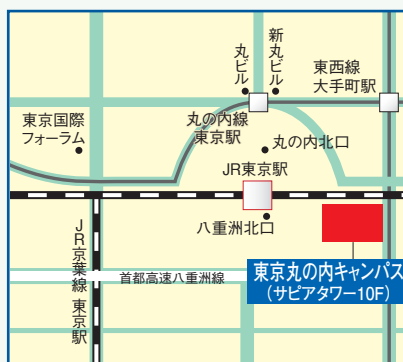 丸ビル
新丸ビル
東西線
大手町駅
東京国際
フォーラム
丸の内線
東京駅
丸の内北口
JR東京駅
八重洲北口
JR京葉線 東京駅
首都高速八重洲線
東京丸の内キャンパス
(サピアタワー10F)